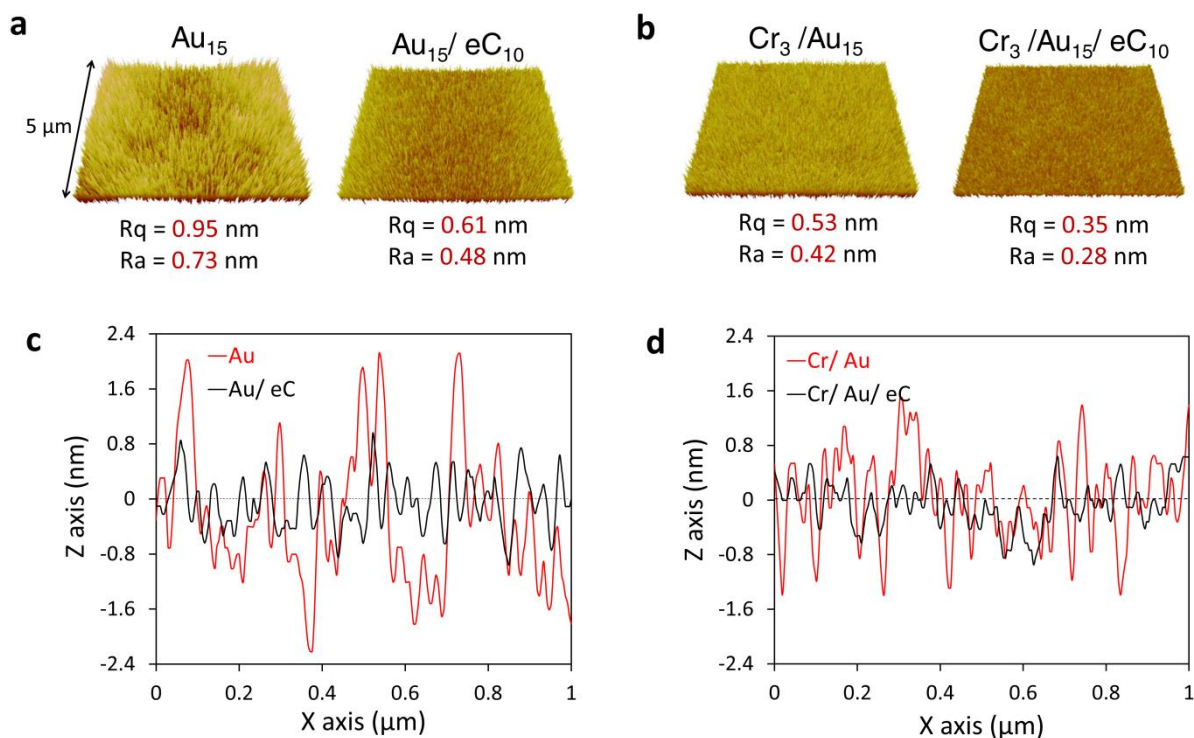 a
Au₁₅
Au₁₅/ eC₁₀
5 µm
Rq = 0.95 nm
Ra = 0.73 nm
Rq = 0.61 nm
Ra = 0.48 nm
b
Cr₃ /Au₁₅
Cr₃ /Au₁₅/ eC₁₀
Rq = 0.53 nm
Ra = 0.42 nm
Rq = 0.35 nm
Ra = 0.28 nm
c
Au
Au/ eC
Z axis (nm)
2.4
1.6
0.8
0
-0.8
-1.6
-2.4
0 0.2 0.4 0.6 0.8 1
X axis (µm)
d
Cr/ Au
Cr/ Au/ eC
Z axis (nm)
2.4
1.6
0.8
0
-0.8
-1.6
-2.4
0 0.2 0.4 0.6 0.8 1
X axis (µm)